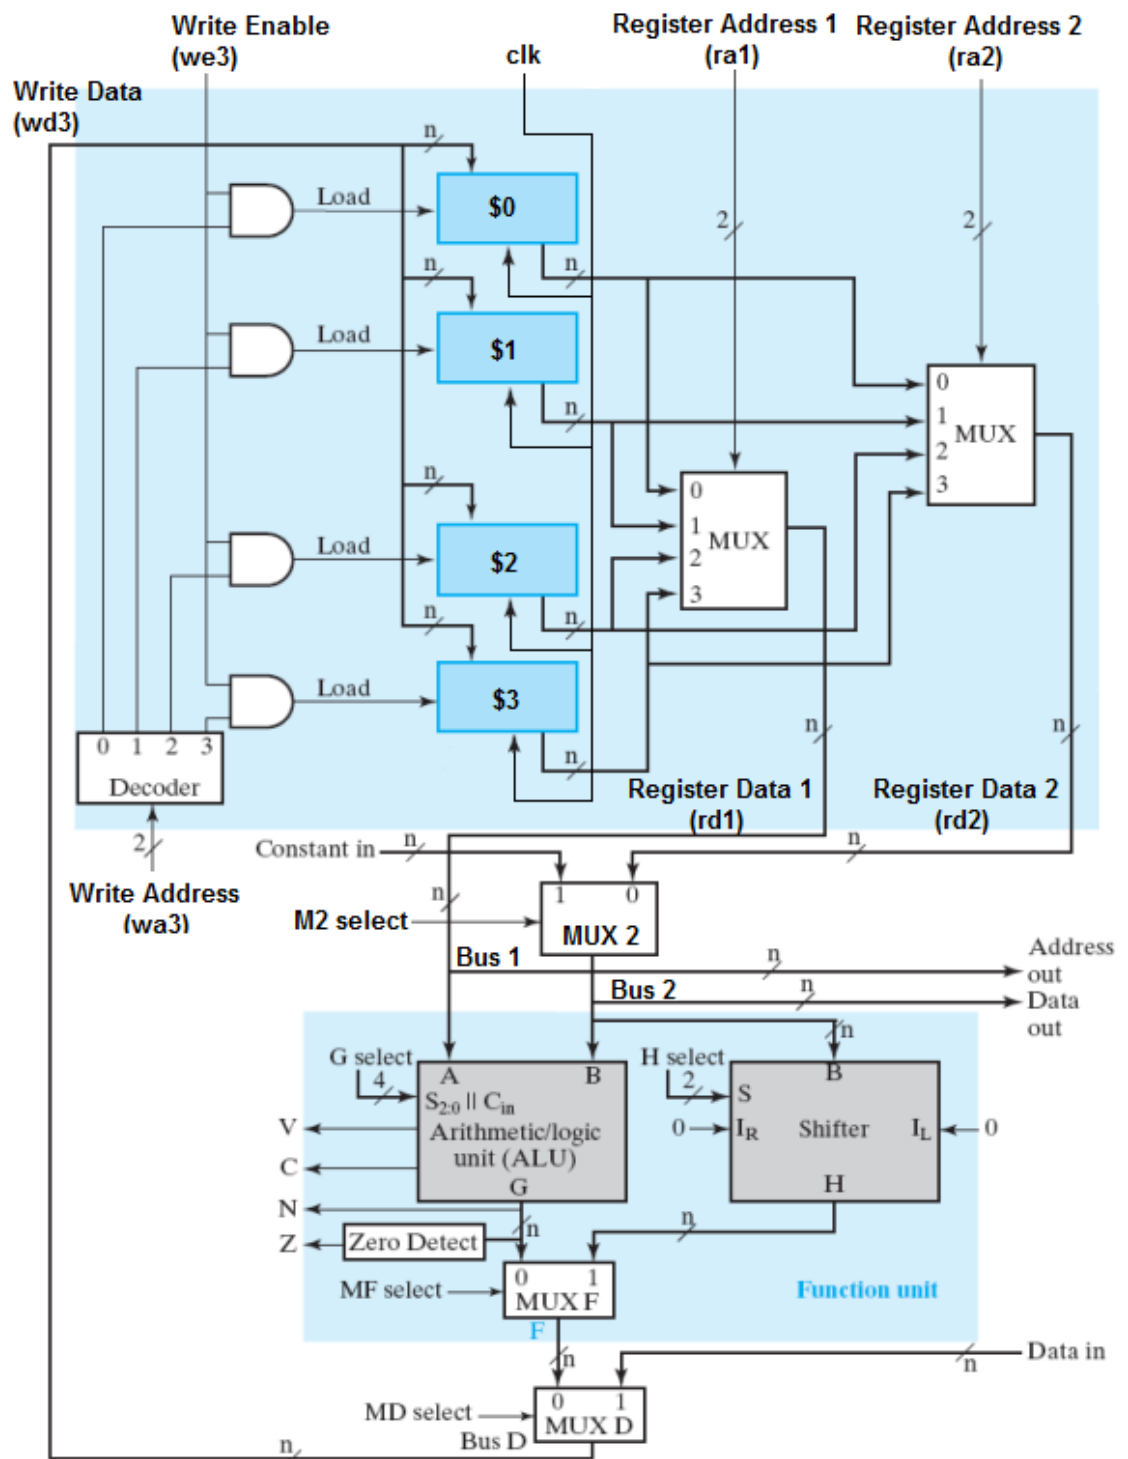 Write Enable
(we3)
clk
Register Address 1
(ra1)
Register Address 2
(ra2)
Write Data
(wd3)
n
Load
$0
2
2
n
n
Load
$1
n
0
1
MUX
2
3
n
0
1
MUX
2
3
Load
$2
n
n
Load
$3
n
n
n
0 1 2 3
Decoder
2
Write Address
(wa3)
Register Data 1
(rd1)
Register Data 2
(rd2)
Constant in
n
n
n
1 0
M2 select
MUX 2
Bus 1
n
Address
out
Bus 2
n
Data
out
n
G select
4
A B
S2:0 || Cin
Arithmetic/logic
unit (ALU)
G
H select
2
B
S
0
IR
Shifter
IL
0
H
V
C
N
Z
Zero Detect
n
n
0 1
MF select
MUX F
F
Function unit
n
Data in
n
0 1
MD select
MUX D
Bus D
n